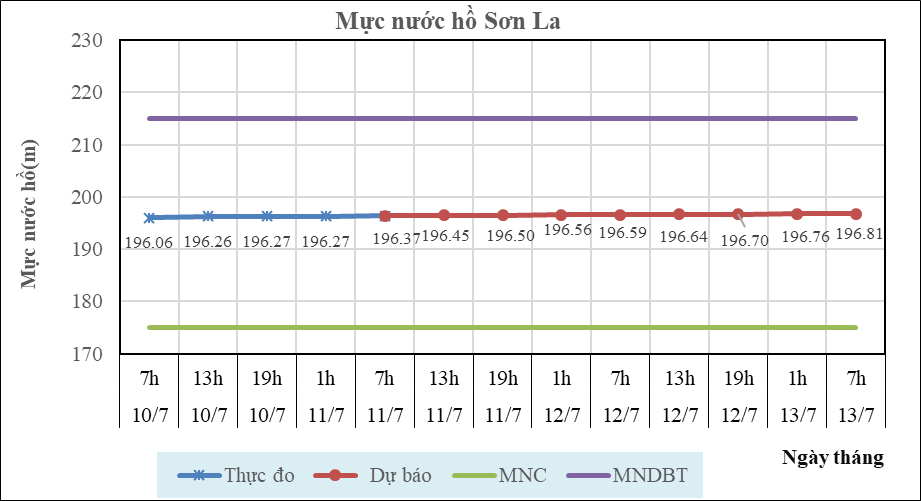 Mực nước hồ Sơn La
Mực nước hồ(m)
230
220
210
200
190
180
170
196.06 196.26 196.27 196.27 196.37 196.45 196.50 196.56 196.59 196.64 196.70 196.76 196.81
7h 13h 19h 1h 7h 13h 19h 1h 7h 13h 19h 1h 7h
10/7 10/7 10/7 11/7 11/7 11/7 11/7 12/7 12/7 12/7 12/7 13/7 13/7
Ngày tháng
Thực đo Dự báo MNC MNDBT